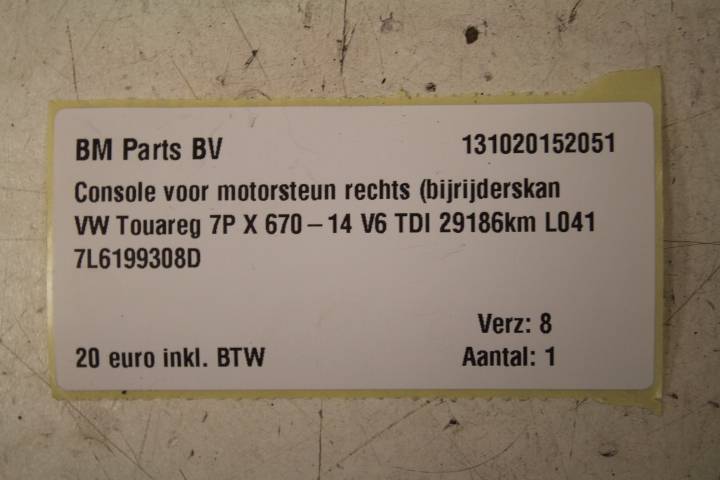 BM Parts BV 131020152051
Console voor motorsteun rechts (bijrijderskan
VW Touareg 7P X 670 – 14 V6 TDI 29186km L041
7L6199308D
Verz: 8
20 euro inkl. BTW Aantal: 1